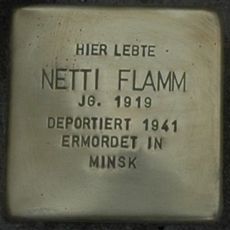 HIER LEBTE
NETTI FLAMM
JG. 1919
DEPORTIERT 1941
ERMORDET IN
MINSK